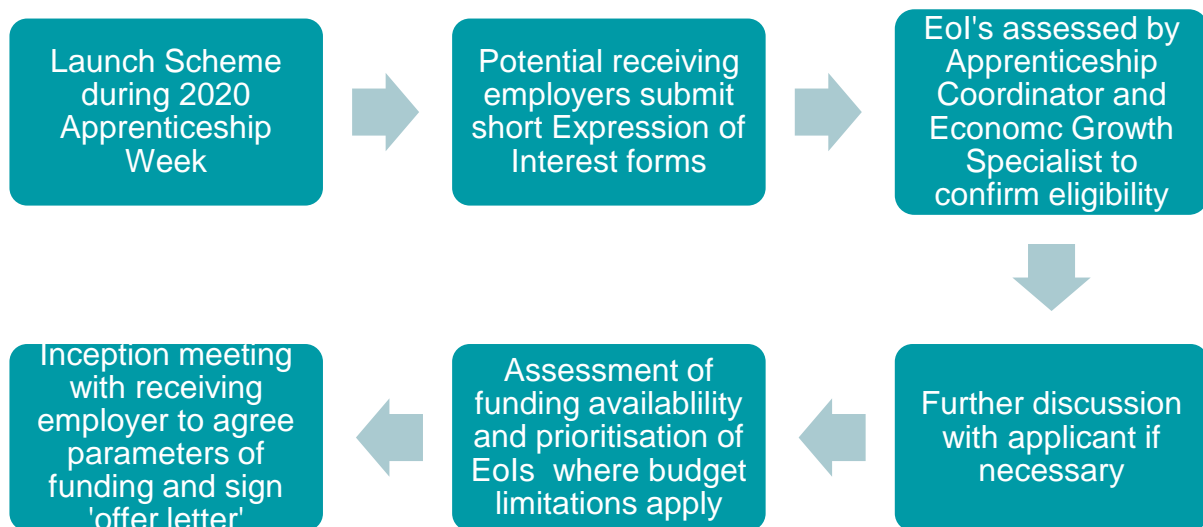 Launch Scheme
during 2020
Apprenticeship
Week
Potential receiving
employers submit
short Expression of
Interest forms
EoI's assessed by
Apprenticeship
Coordinator and
Economc Growth
Specialist to
confirm eligibility
Further discussion
with applicant if
necessary
Assessment of
funding availablility
and prioritisation of
EoIs where budget
limitations apply
Inception meeting
with receiving
employer to agree
parameters of
funding and sign
'offer letter'